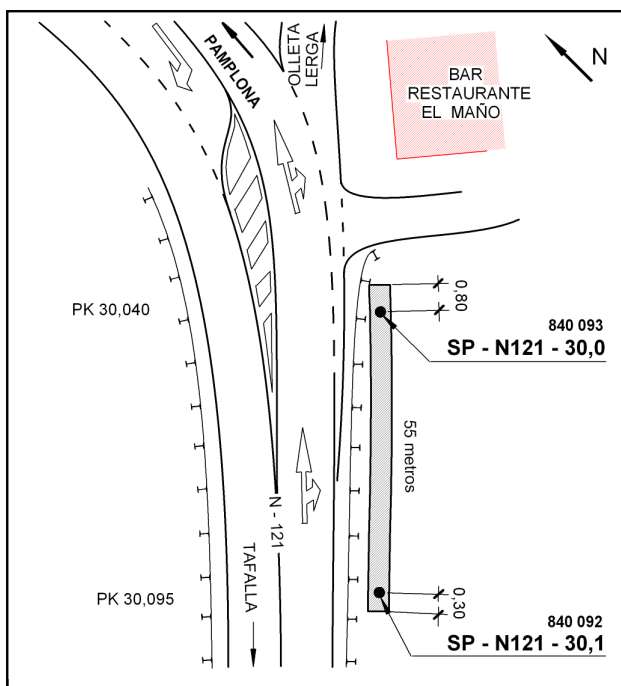 OLLETA
LERGA
PAMPLONA
N
BAR
RESTAURANTE
EL MAÑO
PK 30,040
0,80
840 093
SP - N121 - 30,0
55 metros
N - 121
TAFALLA
PK 30,095
0,30
840 092
SP - N121 - 30,1